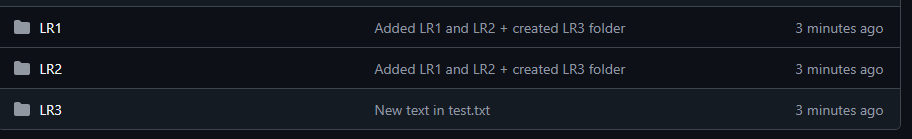 LR1 Added LR1 and LR2 + created LR3 folder 3 minutes ago
LR2 Added LR1 and LR2 + created LR3 folder 3 minutes ago
LR3 New text in test.txt 3 minutes ago